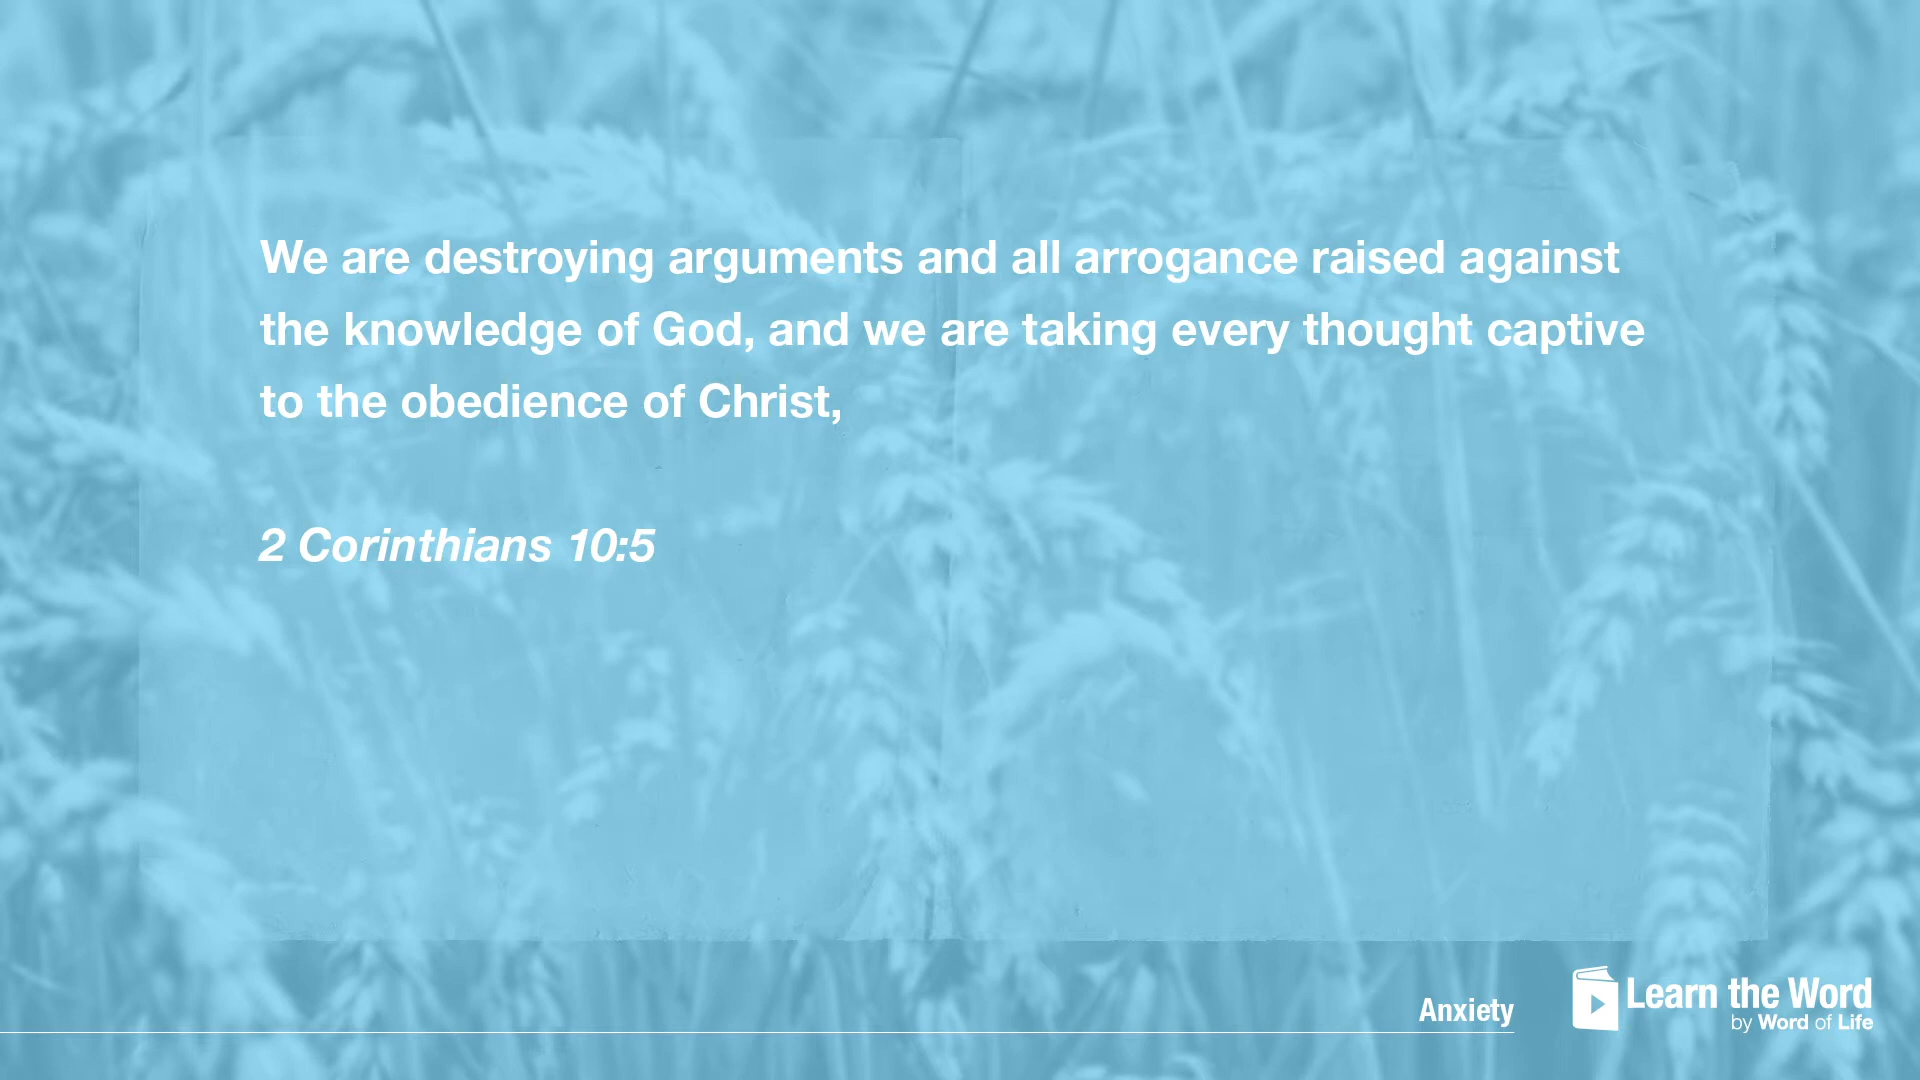 We are destroying arguments and all arrogance raised against
the knowledge of God, and we are taking every thought captive
to the obedience of Christ,
2 Corinthians 10:5
Anxiety
Learn the Word
by Word of Life